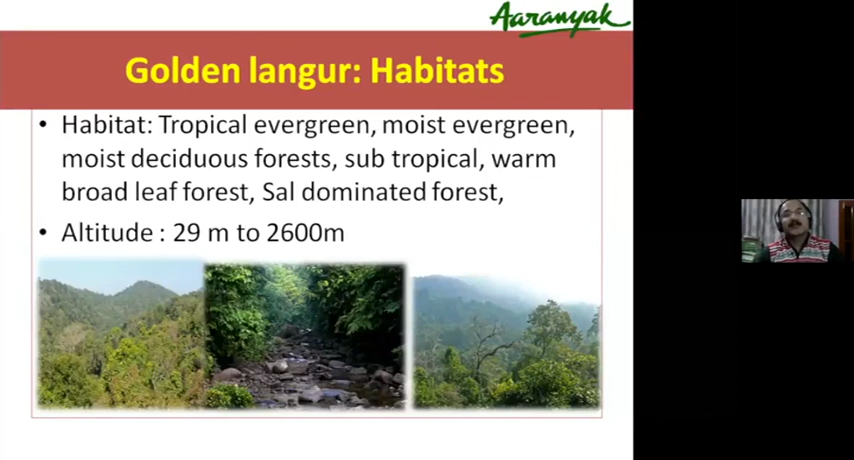 Aaranyak
Golden langur: Habitats
• Habitat: Tropical evergreen, moist evergreen,
moist deciduous forests, sub tropical, warm
broad leaf forest, Sal dominated forest,
• Altitude : 29 m to 2600m